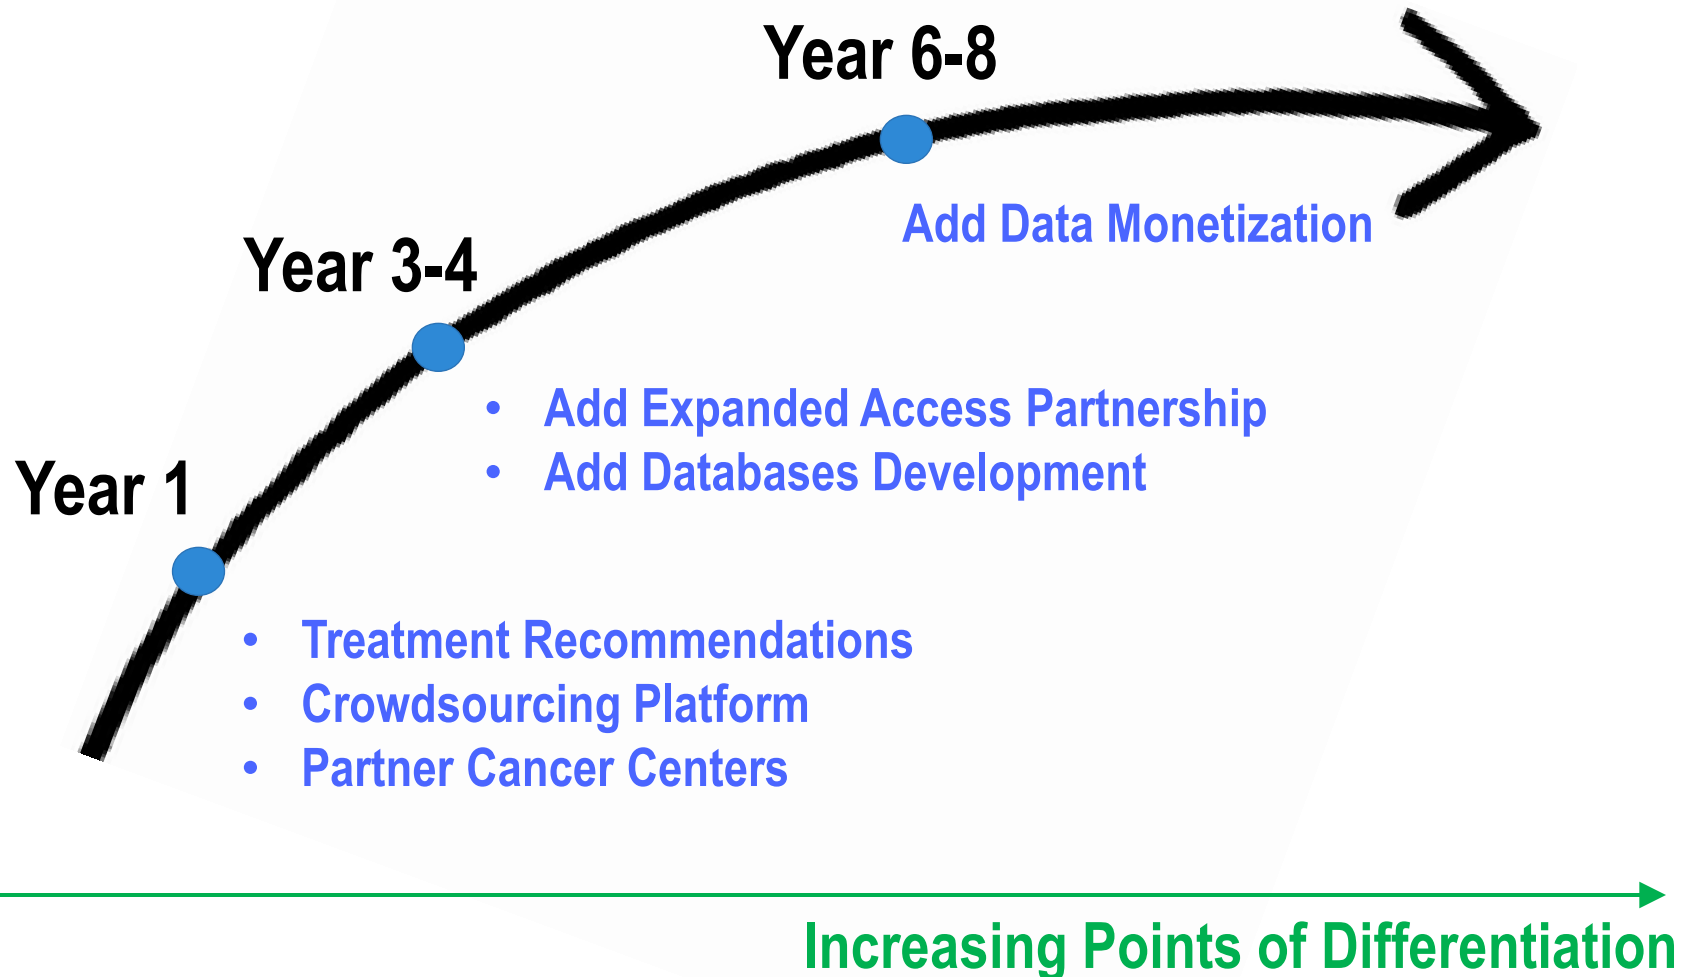 Year 6-8
Add Data Monetization
Year 3-4
• Add Expanded Access Partnership
• Add Databases Development
Year 1
• Treatment Recommendations
• Crowdsourcing Platform
• Partner Cancer Centers
Increasing Points of Differentiation